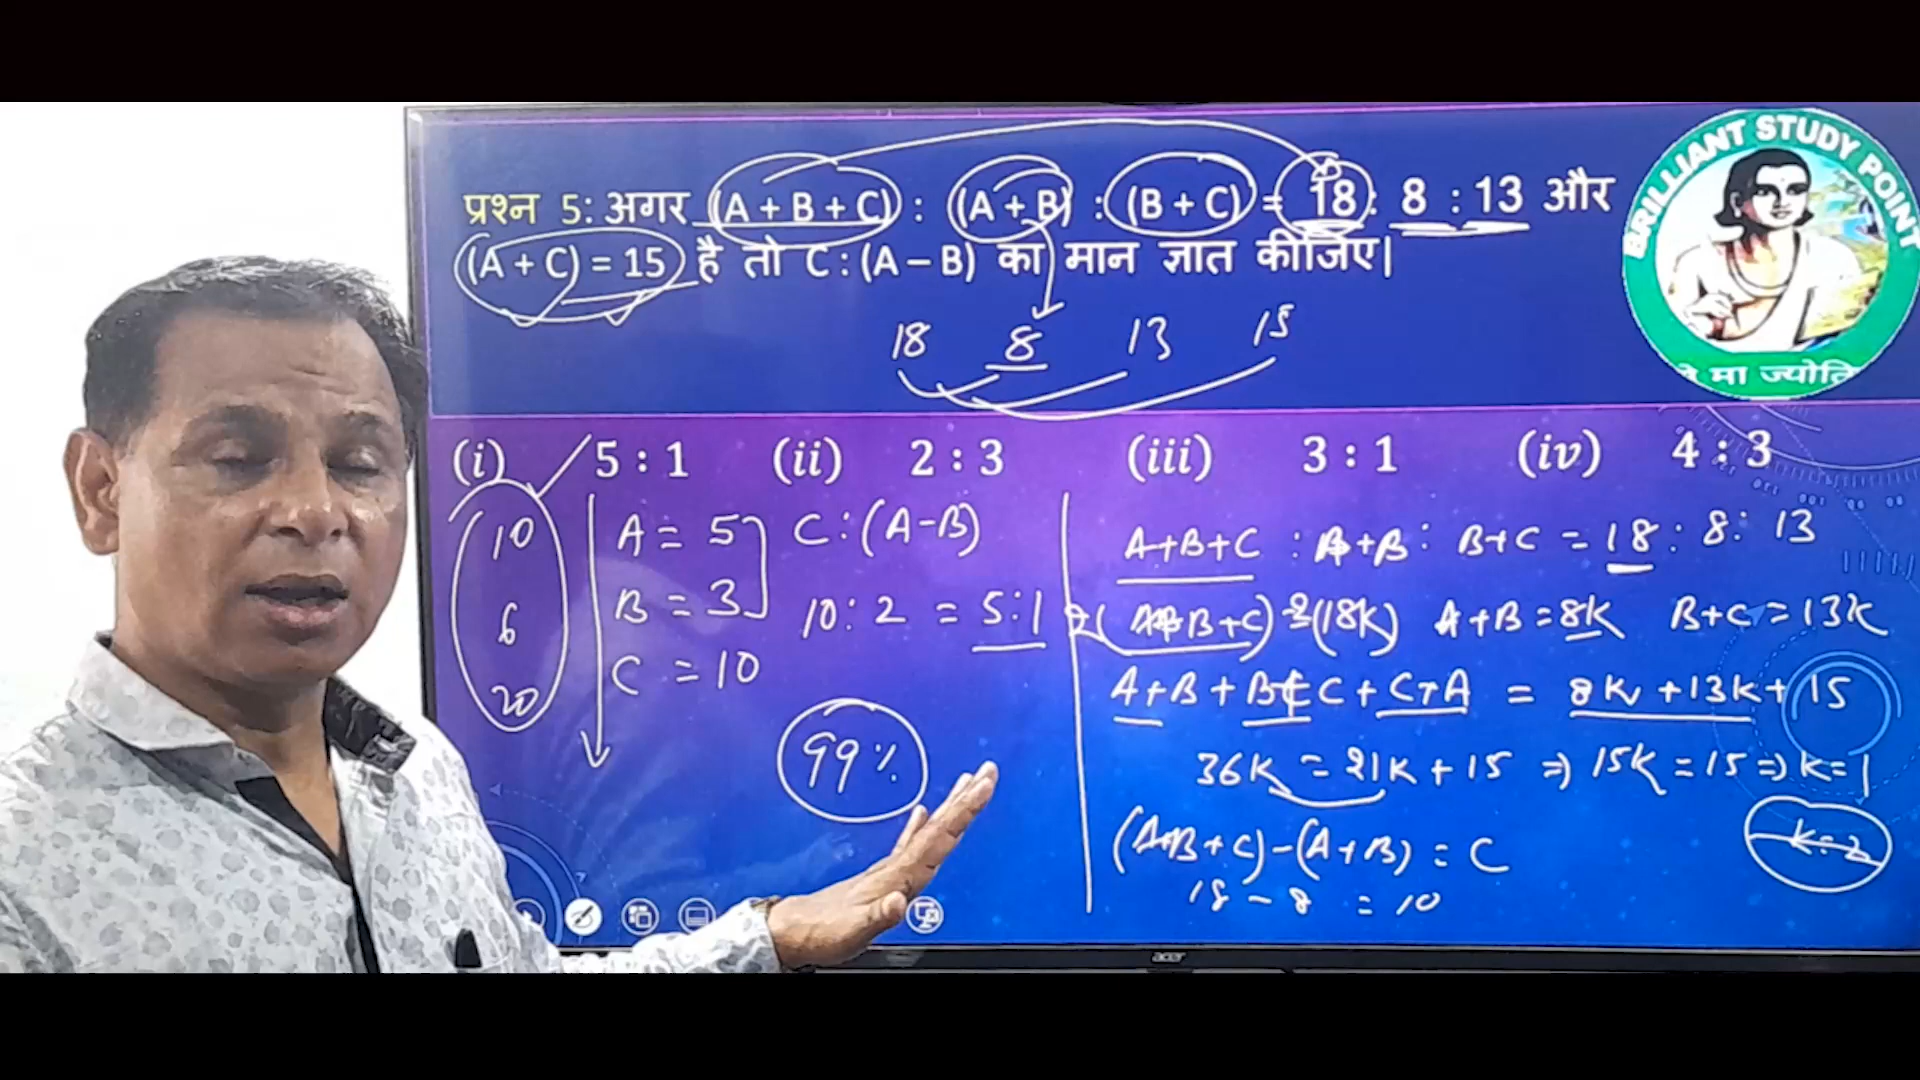 प्रश्न 5: अगर (A + B + C) : (A + B) : (B + C) = 18 : 8 : 13 और
(A + C) = 15 है तो C : (A – B) का मान ज्ञात कीजिए।
BRILLIANT STUDY POINT
मा ज्योति
18 8 13 15
(i) 5 : 1 (ii) 2 : 3 (iii) 3 : 1 (iv) 4 : 3
10
6
20
A = 5
B = 3
C = 10
C : (A-B)
10 : 2 = 5:1
99%
A+B+C : A+B : B+C = 18 : 8 : 13
2(A+B+C) = 2(18K) A+B = 8K B+C = 13K
A+B + B+C + C+A = 8K + 13K + 15
36K = 21K + 15 ⇒ 15K = 15 ⇒ K = 1
K = 2
(A+B+C) - (A+B) = C
18 - 8 = 10
acer